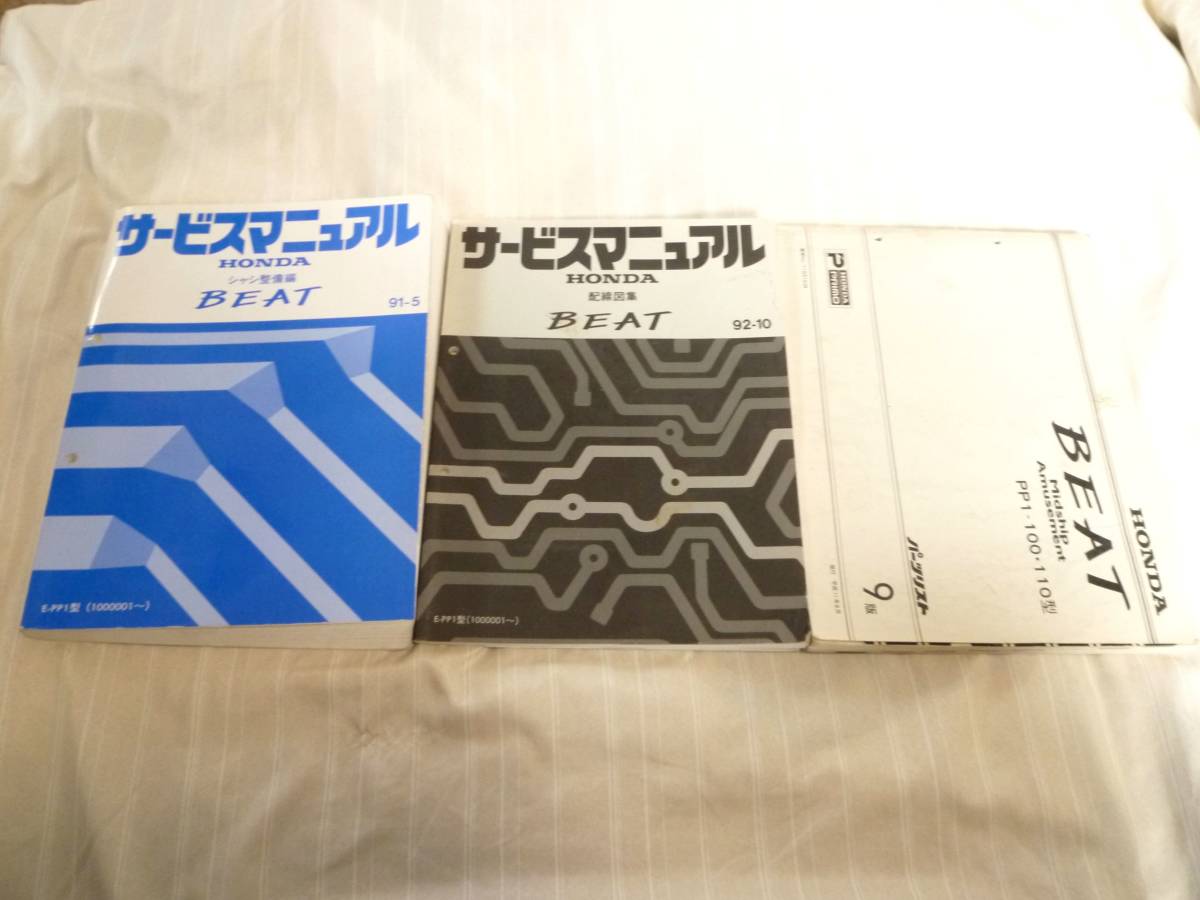 サービスマニュアル
HONDA
シャシ整備編
BEAT
91-5
E-PP1型 (1000001～)
サービスマニュアル
HONDA
配線図集
BEAT
92-10
E-PP1型 (1000001～)
HONDA
BEAT
Midship
Amusement
PP1-100・110型
パーツリスト
9版
P
HONDA